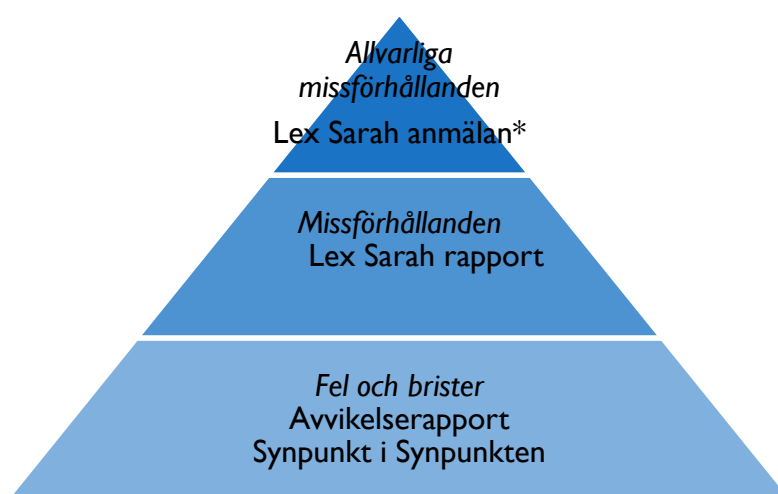 Allvarliga
missförhållanden
Lex Sarah anmälan*
Missförhållanden
Lex Sarah rapport
Fel och brister
Avvikelserapport
Synpunkt i Synpunkten